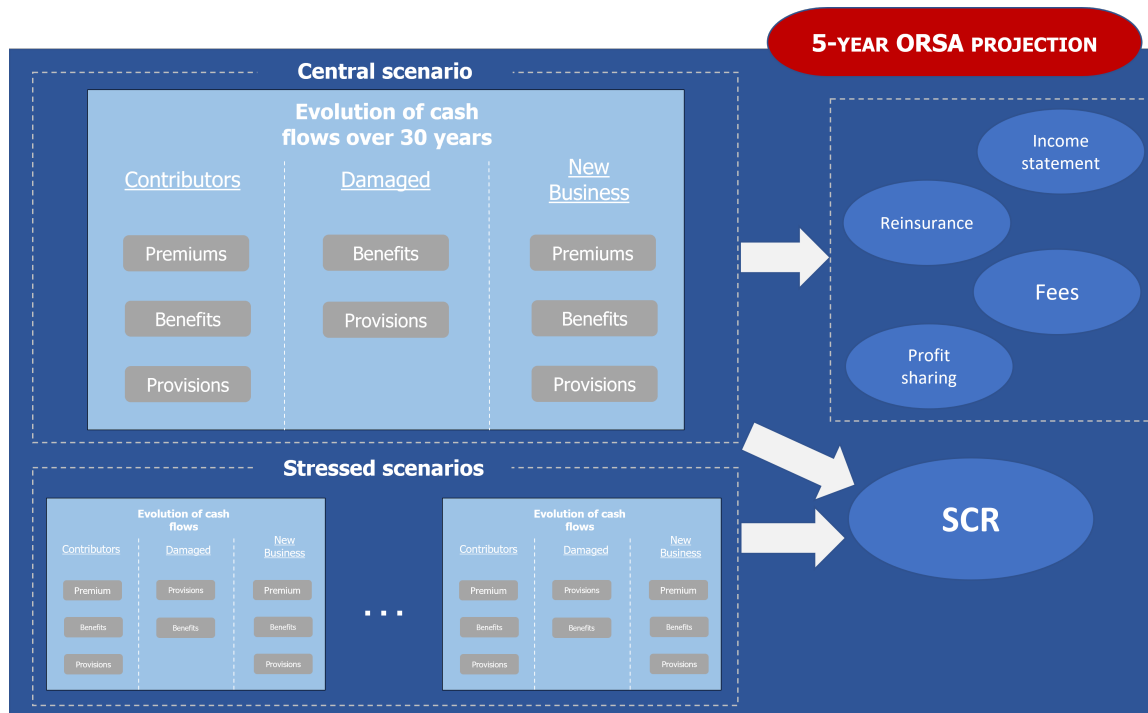 5-YEAR ORSA PROJECTION
Central scenario
Evolution of cash
flows over 30 years
Contributors
Damaged
New
Business
Premiums
Benefits
Premiums
Benefits
Provisions
Benefits
Provisions
Provisions
Income
statement
Reinsurance
Fees
Profit
sharing
Stressed scenarios
Evolution of cash
flows
Contributors
Damaged
New
Business
Premium
Provisions
Premium
Benefits
Benefits
Benefits
Provisions
Provisions
...
Evolution of cash
flows
Contributors
Damaged
New
Business
Premium
Provisions
Premium
Benefits
Benefits
Benefits
Provisions
Provisions
SCR